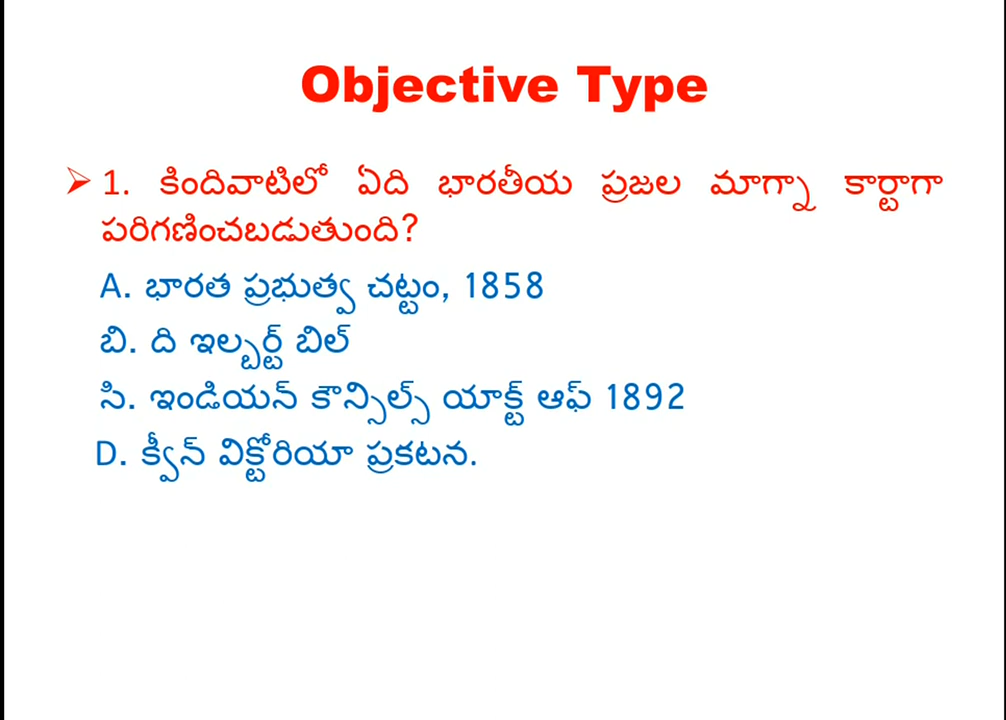 Objective Type
➢ 1. కిందివాటిలో ఏది భారతీయ ప్రజల మాగ్నా కార్టాగా
పరిగణించబడుతుంది?
A. భారత ప్రభుత్వ చట్టం, 1858
బి. ది ఇల్బర్ట్ బిల్
సి. ఇండియన్ కౌన్సిల్స్ యాక్ట్ ఆఫ్ 1892
D. క్వీన్ విక్టోరియా ప్రకటన.